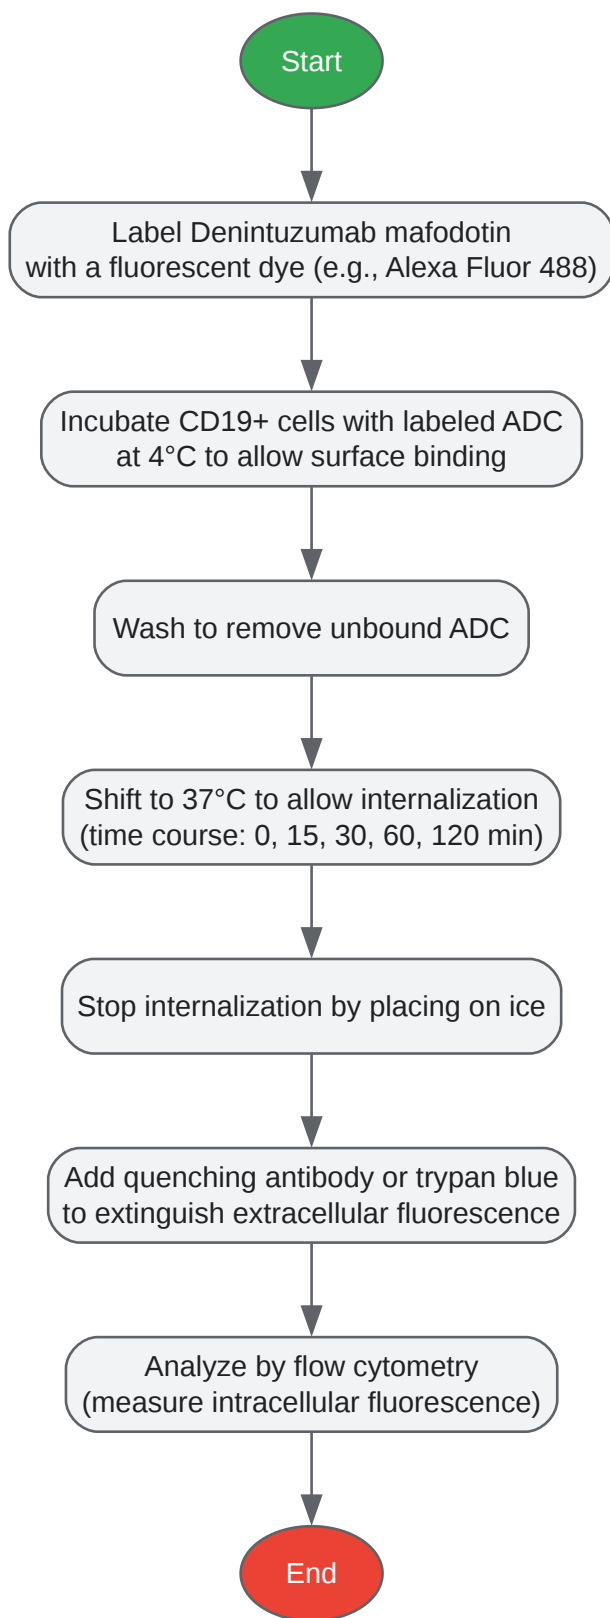 Start
Label Denintuzumab mafodotin
with a fluorescent dye (e.g., Alexa Fluor 488)
Incubate CD19+ cells with labeled ADC
at 4°C to allow surface binding
Wash to remove unbound ADC
Shift to 37°C to allow internalization
(time course: 0, 15, 30, 60, 120 min)
Stop internalization by placing on ice
Add quenching antibody or trypan blue
to extinguish extracellular fluorescence
Analyze by flow cytometry
(measure intracellular fluorescence)
End